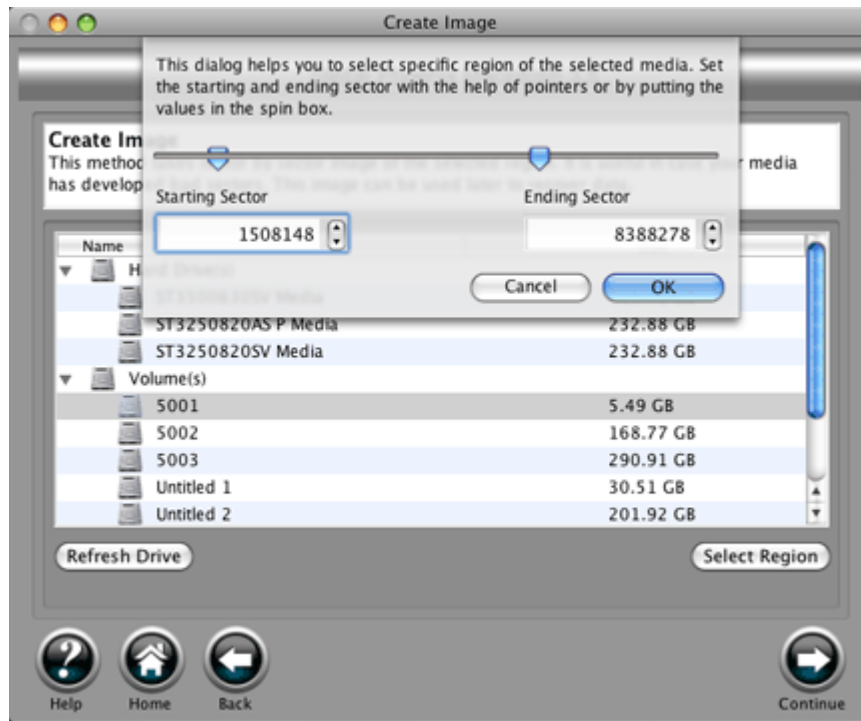 Create Image
This dialog helps you to select specific region of the selected media. Set
the starting and ending sector with the help of pointers or by putting the
values in the spin box.
Create Im
This method
media
has develop
Starting Sector
Ending Sector
1508148
8388278
Cancel
OK
Name
Hard Drive(s)
ST3500630SV Media
ST3250820AS P Media 232.88 GB
ST3250820SV Media 232.88 GB
Volume(s)
5001 5.49 GB
5002 168.77 GB
5003 290.91 GB
Untitled 1 30.51 GB
Untitled 2 201.92 GB
Refresh Drive
Select Region
Help
Home
Back
Continue